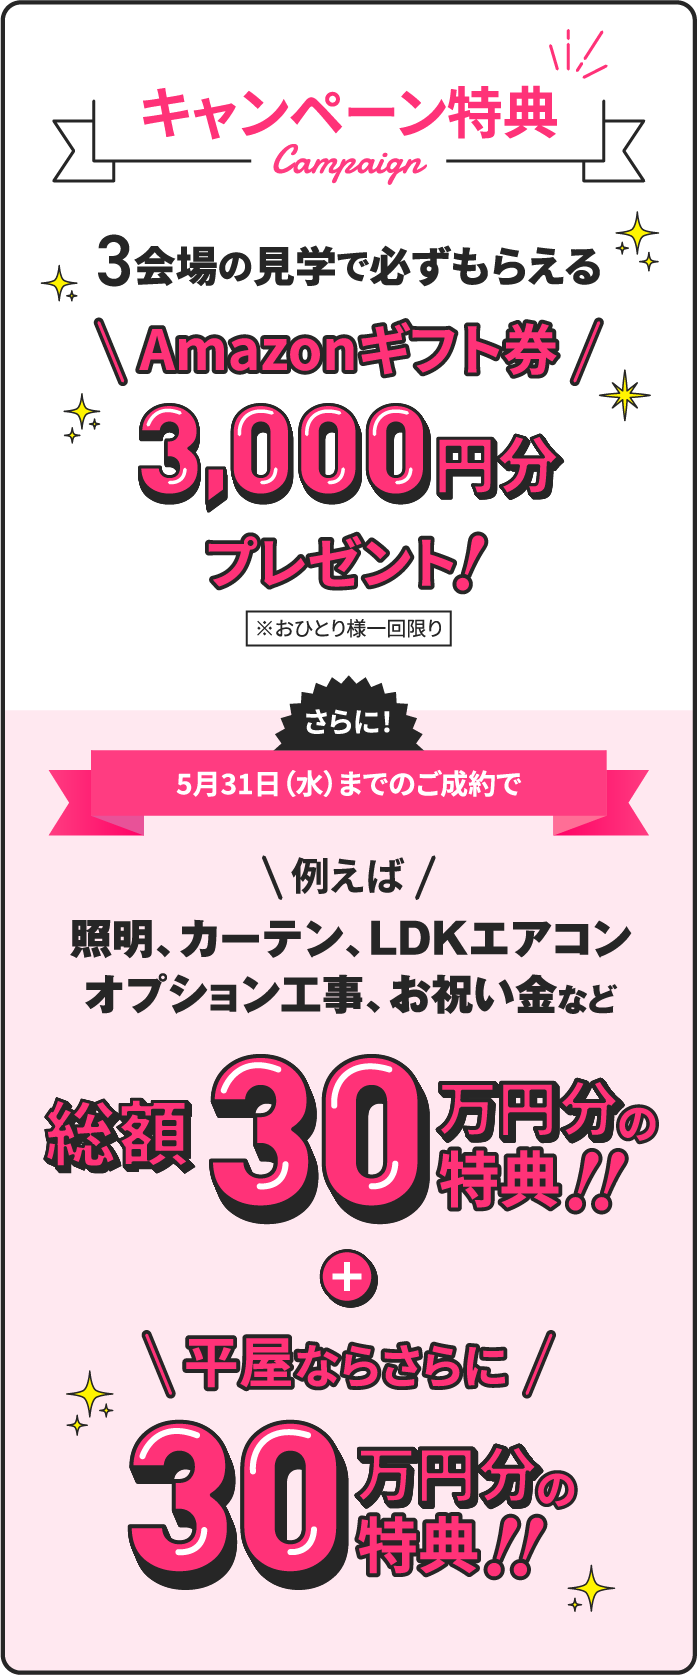 キャンペーン特典
Campaign
3会場の見学で必ずもらえる
Amazonギフト券
3,000円分
プレゼント!
※おひとり様一回限り
さらに!
5月31日(水)までのご成約で
例えば
照明、カーテン、LDKエアコン
オプション工事、お祝い金など
総額30万円分の
特典!!
+
平屋ならさらに
30万円分の
特典!!